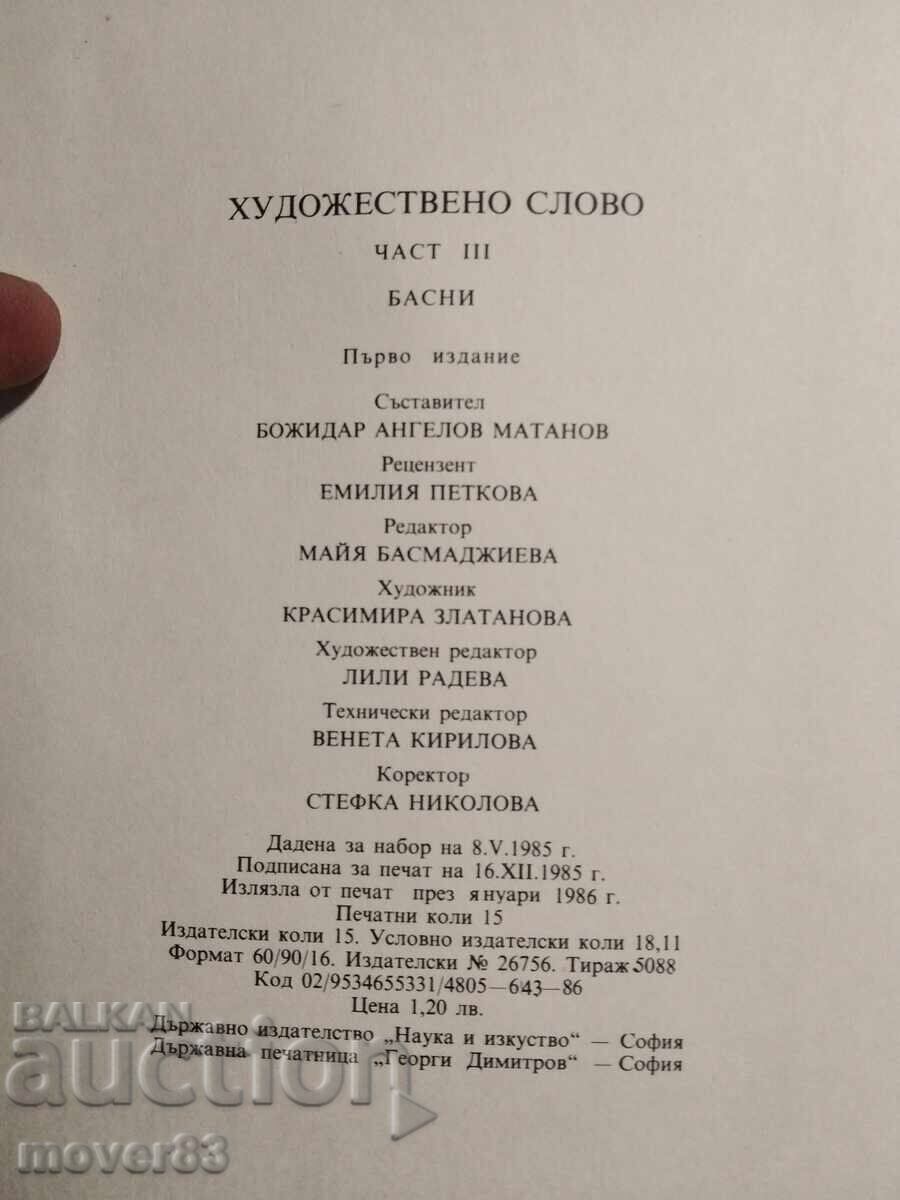 ХУДОЖЕСТВЕНО СЛОВО
ЧАСТ III
БАСНИ
Първо издание
Съставител
БОЖИДАР АНГЕЛОВ МАТАНОВ
Рецензент
ЕМИЛИЯ ПЕТКОВА
Редактор
МАЙЯ БАСМАДЖИЕВА
Художник
КРАСИМИРА ЗЛАТАНОВА
Художествен редактор
ЛИЛИ РАДЕВА
Технически редактор
ВЕНЕТА КИРИЛОВА
Коректор
СТЕФКА НИКОЛОВА
Дадена за набор на 8.V.1985 г.
Подписана за печат на 16.XII.1985 г.
Излязла от печат през януари 1986 г.
Печатни коли 15
Издателски коли 15. Условно издателски коли 18,11
Формат 60/90/16. Издателски № 26756. Тираж 5088
Код 02/9534655331/4805—643—86
Цена 1,20 лв.
Държавно издателство „Наука и изкуство“ — София
Държавна печатница „Георги Димитров“ — София
BALKAN
auction
mover83